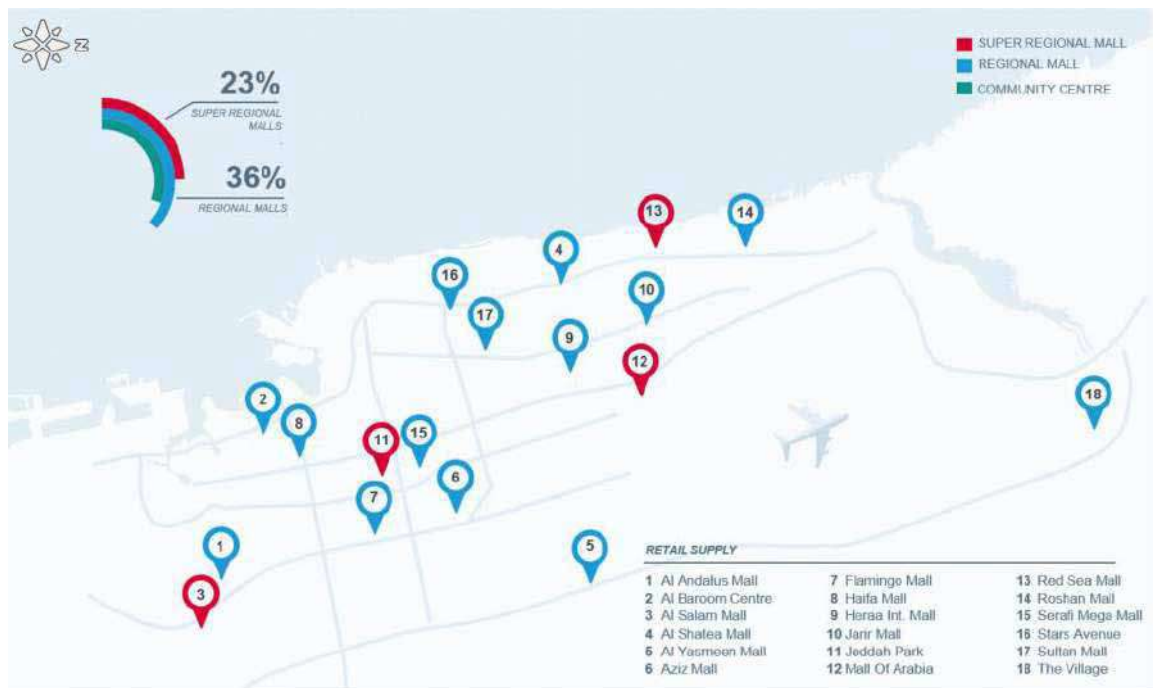 N
23%
SUPER REGIONAL
MALLS
36%
REGIONAL MALLS
SUPER REGIONAL MALL
REGIONAL MALL
COMMUNITY CENTRE
13
14
4
16
10
17
9
12
2
18
8
11
15
6
7
1
5
3
RETAIL SUPPLY
1 Al Andalus Mall
2 Al Baroom Centre
3 Al Salam Mall
4 Al Shatea Mall
5 Al Yasmeen Mall
6 Aziz Mall
7 Flamingo Mall
8 Haifa Mall
9 Heraa Int. Mall
10 Jarir Mall
11 Jeddah Park
12 Mall Of Arabia
13 Red Sea Mall
14 Roshan Mall
15 Serafi Mega Mall
16 Stars Avenue
17 Sultan Mall
18 The Village